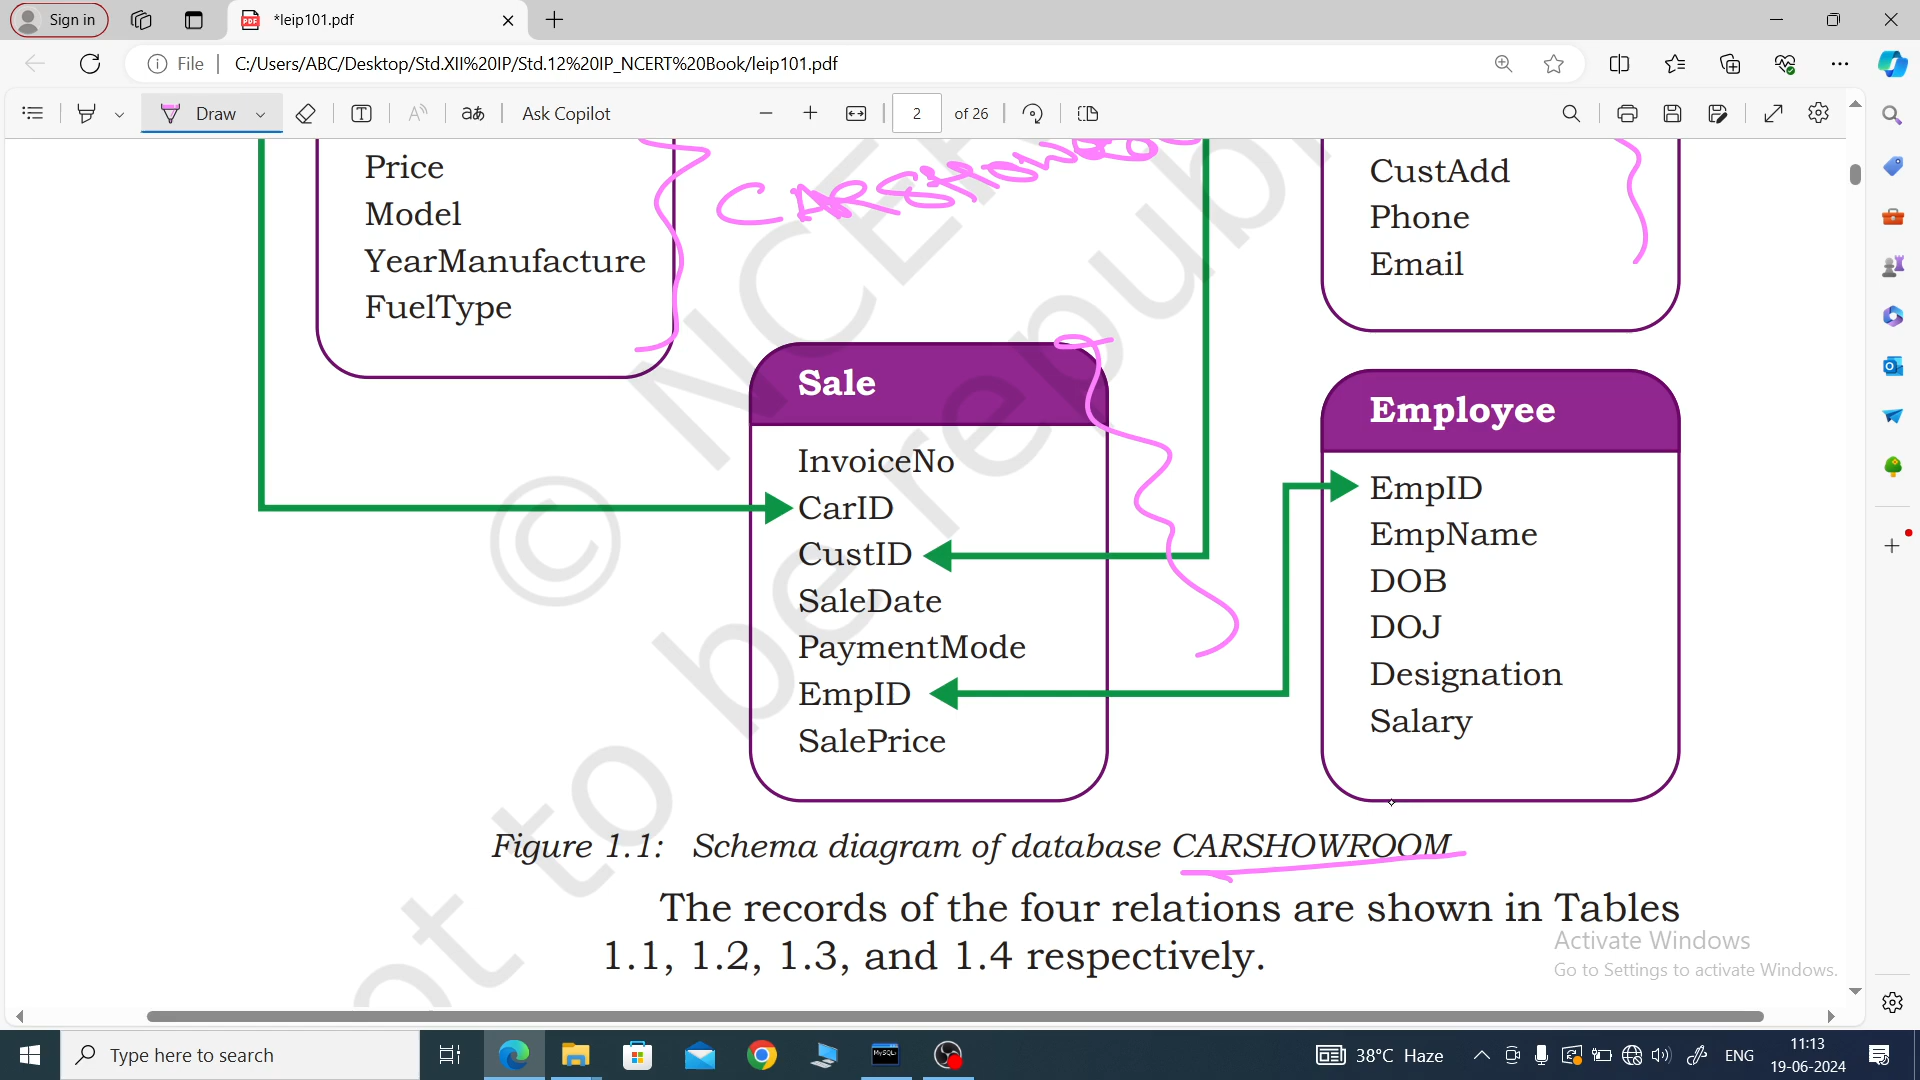 Sign in
*leip101.pdf
File
C:/Users/ABC/Desktop/Std.XII%20IP/Std.12%20IP_NCERT%20Book/leip101.pdf
Draw
Ask Copilot
2
of 26
Price
Model
YearManufacture
FuelType
CustAdd
Phone
Email
Sale
InvoiceNo
CarID
CustID
SaleDate
PaymentMode
EmpID
SalePrice
Employee
EmpID
EmpName
DOB
DOJ
Designation
Salary
Figure 1.1: Schema diagram of database CARSHOWROOM
The records of the four relations are shown in Tables
1.1, 1.2, 1.3, and 1.4 respectively.
© NCER
to be republi
Activate Windows
Go to Settings to activate Windows.
Type here to search
38°C Haze
ENG
11:13
19-06-2024